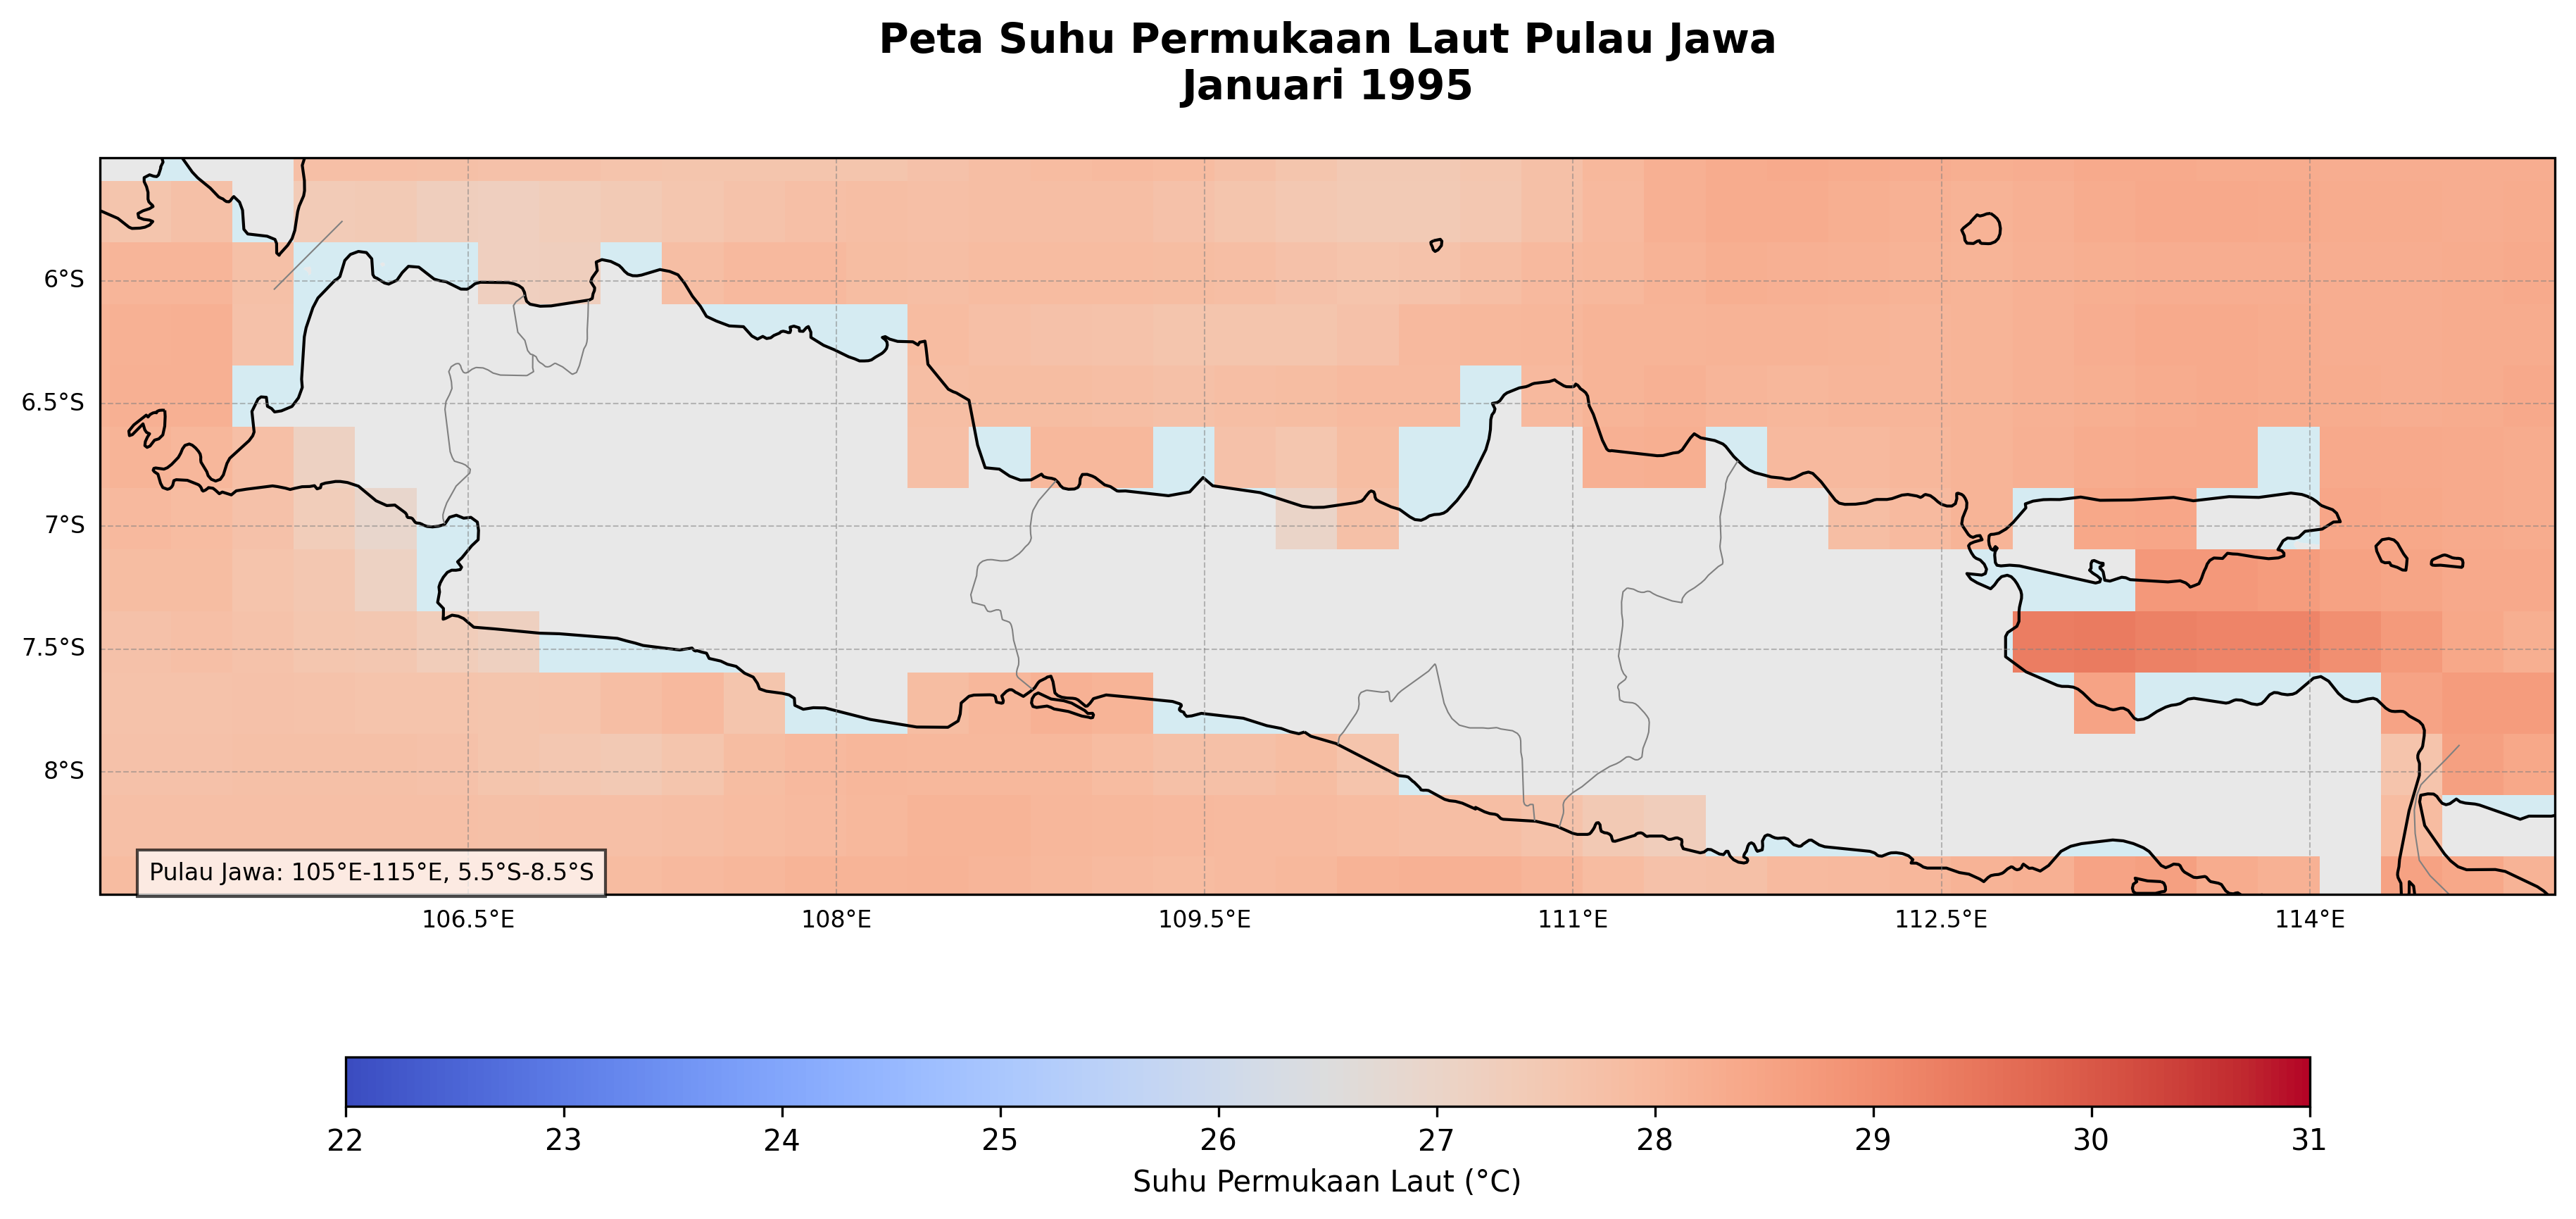 Peta Suhu Permukaan Laut Pulau Jawa
Januari 1995
6°S
6.5°S
7°S
7.5°S
8°S
Pulau Jawa: 105°E-115°E, 5.5°S-8.5°S
106.5°E 108°E 109.5°E 111°E 112.5°E 114°E
22 23 24 25 26 27 28 29 30 31
Suhu Permukaan Laut (°C)